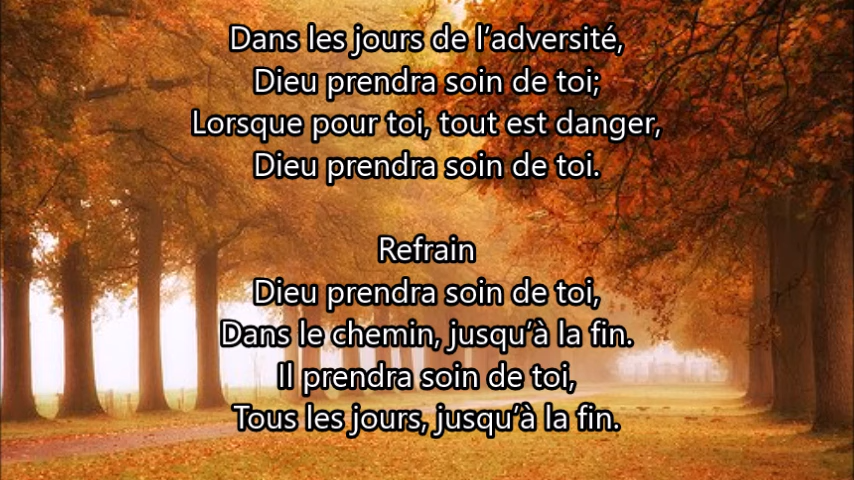 Dans les jours de l’adversité,
Dieu prendra soin de toi;
Lorsque pour toi, tout est danger,
Dieu prendra soin de toi.
Refrain
Dieu prendra soin de toi,
Dans le chemin, jusqu’à la fin.
Il prendra soin de toi,
Tous les jours, jusqu’à la fin.